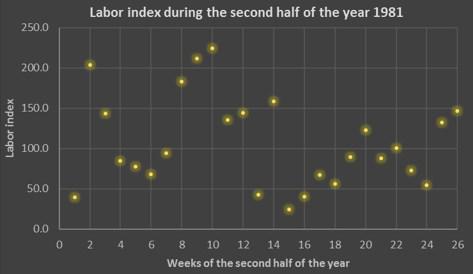 Labor index during the second half of the year 1981
250.0
200.0
150.0
100.0
50.0
0.0
Labor index
0 2 4 6 8 10 12 14 16 18 20 22 24 26
Weeks of the second half of the year